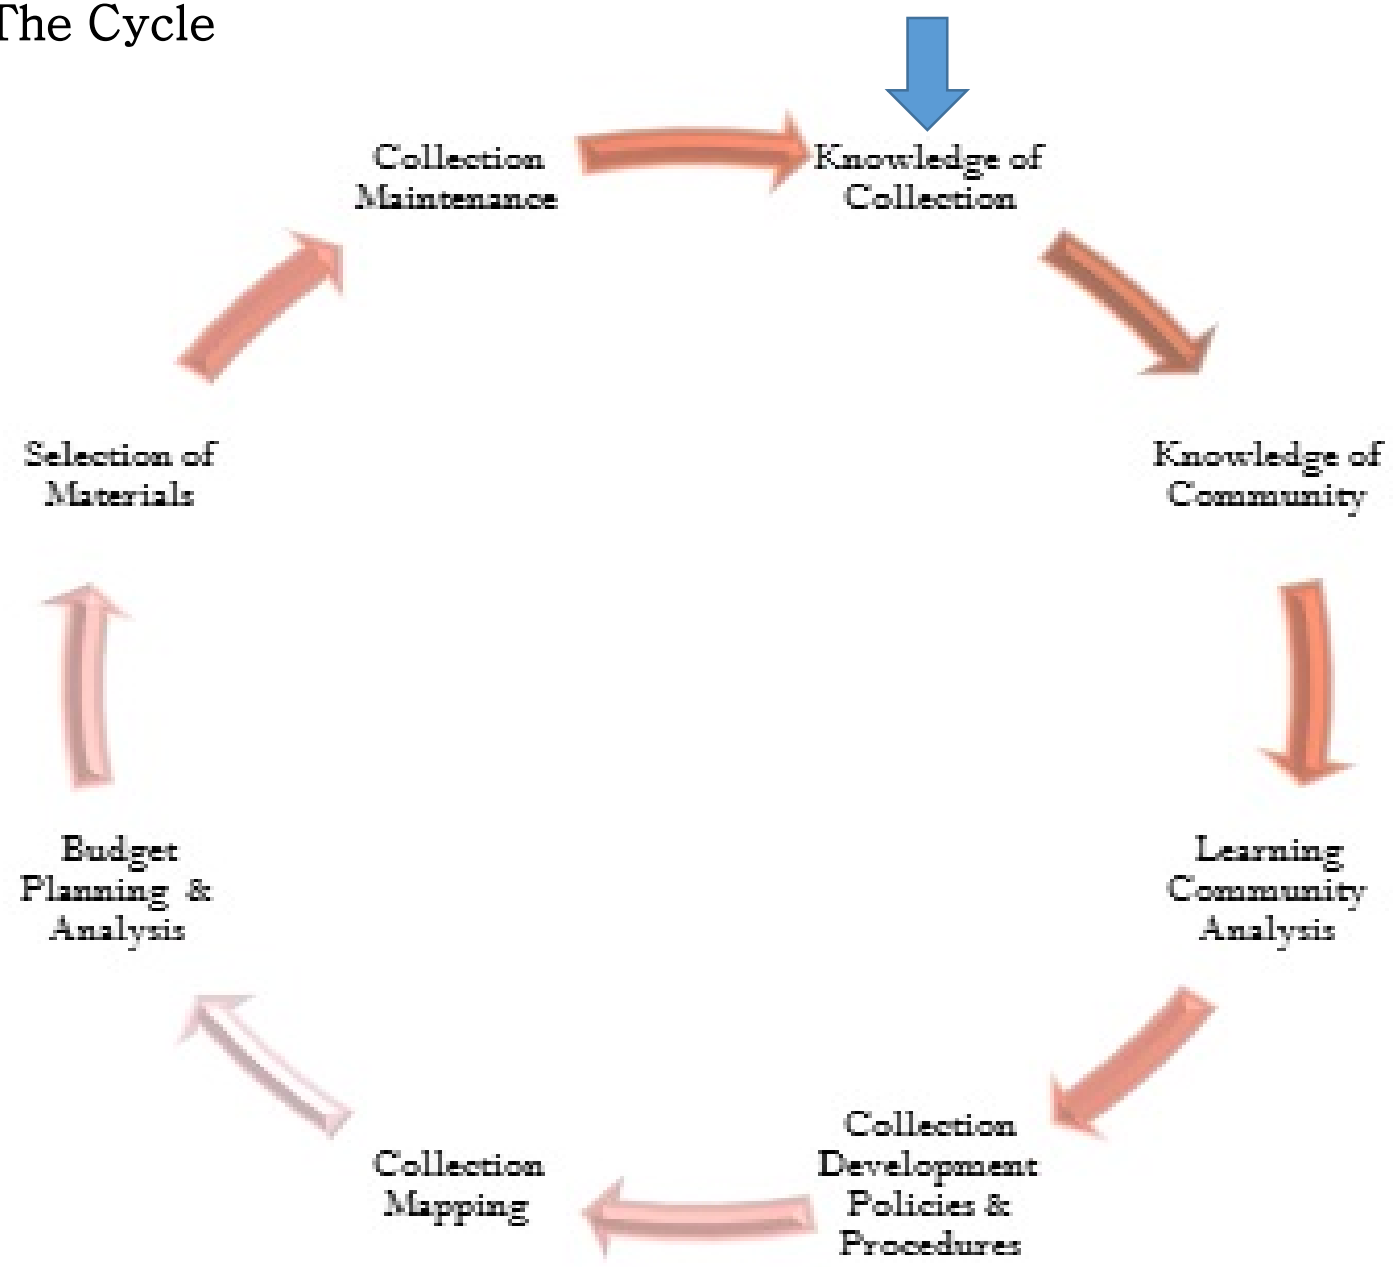 The Cycle
Knowledge of
Collection
Knowledge of
Community
Learning
Community
Analysis
Collection
Development
Policies &
Procedures
Collection
Mapping
Budget
Planning &
Analysis
Selection of
Materials
Collection
Maintenance